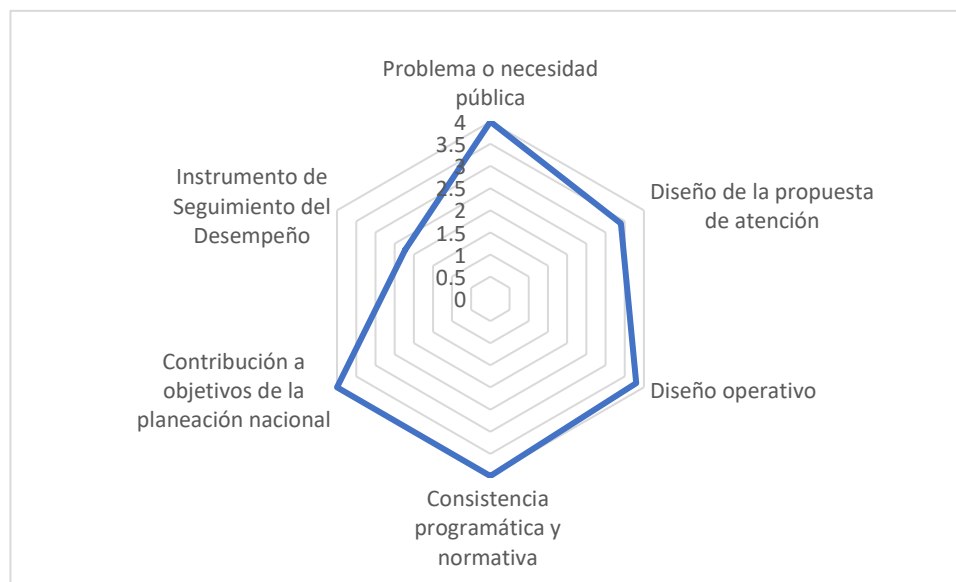 Problema o necesidad
pública
4
3.5
3
2.5
2
1.5
1
0.5
0
Diseño de la propuesta
de atención
Diseño operativo
Consistencia
programática y
normativa
Contribución a
objetivos de la
planeación nacional
Instrumento de
Seguimiento del
Desempeño